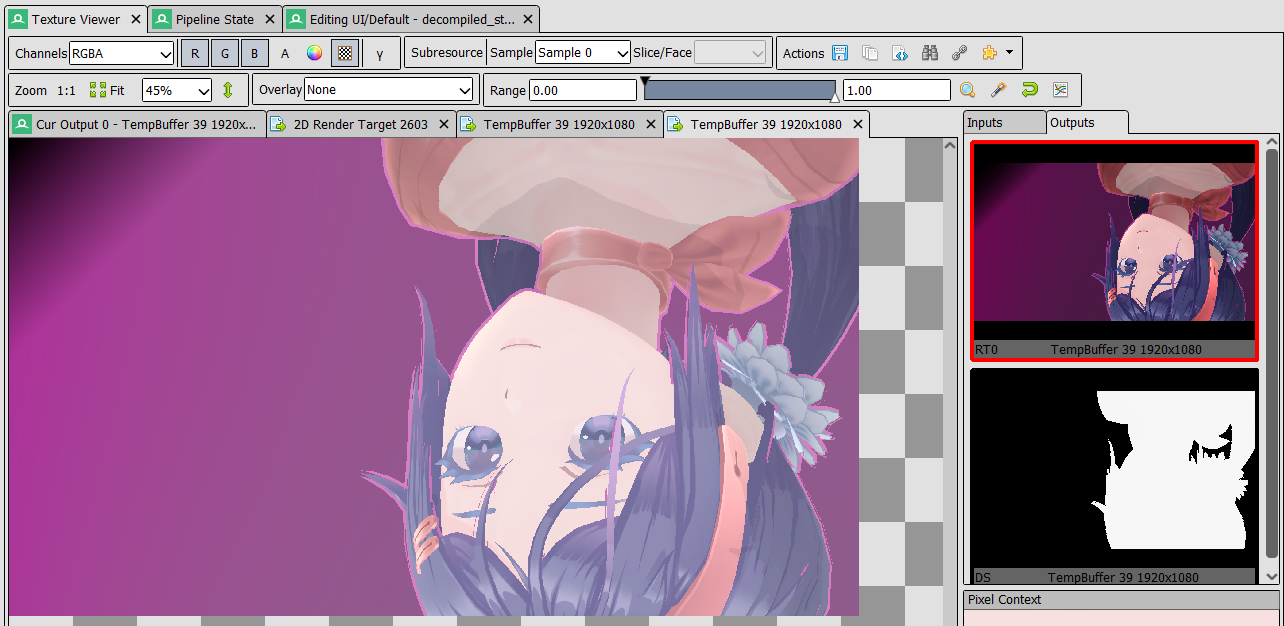 Texture Viewer × Pipeline State × Editing UI/Default - decompiled_st... ×
Channels RGBA R G B A γ Subresource Sample Sample 0 Slice/Face Actions
Zoom 1:1 Fit 45% Overlay None Range 0.00 1.00
Cur Output 0 - TempBuffer 39 1920x... 2D Render Target 2603 × TempBuffer 39 1920x1080 × TempBuffer 39 1920x1080 ×
Inputs Outputs
RT0 TempBuffer 39 1920x1080
DS TempBuffer 39 1920x1080
Pixel Context